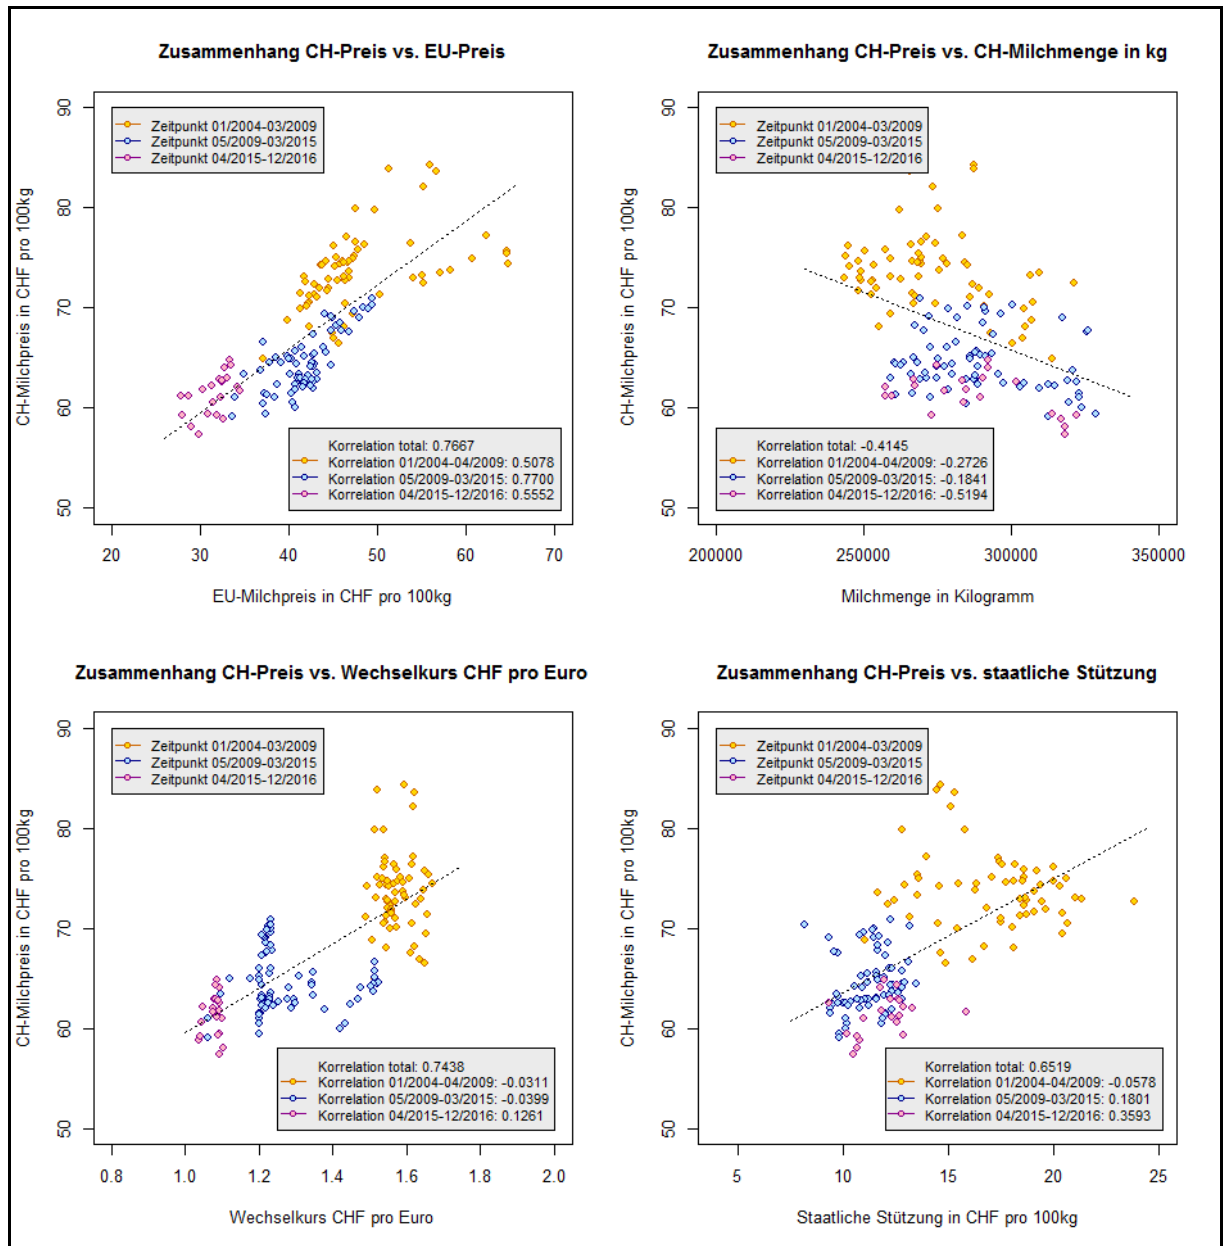 Zusammenhang CH-Preis vs. EU-Preis
90
80
70
60
50
CH-Milchpreis in CHF pro 100kg
Zeitpunkt 01/2004-03/2009
Zeitpunkt 05/2009-03/2015
Zeitpunkt 04/2015-12/2016
Korrelation total: 0.7667
Korrelation 01/2004-04/2009: 0.5078
Korrelation 05/2009-03/2015: 0.7700
Korrelation 04/2015-12/2016: 0.5552
20 30 40 50 60 70
EU-Milchpreis in CHF pro 100kg
Zusammenhang CH-Preis vs. CH-Milchmenge in kg
90
80
70
60
50
CH-Milchpreis in CHF pro 100kg
Zeitpunkt 01/2004-03/2009
Zeitpunkt 05/2009-03/2015
Zeitpunkt 04/2015-12/2016
Korrelation total: -0.4145
Korrelation 01/2004-04/2009: -0.2726
Korrelation 05/2009-03/2015: -0.1841
Korrelation 04/2015-12/2016: -0.5194
200000 250000 300000 350000
Milchmenge in Kilogramm
Zusammenhang CH-Preis vs. Wechselkurs CHF pro Euro
90
80
70
60
50
CH-Milchpreis in CHF pro 100kg
Zeitpunkt 01/2004-03/2009
Zeitpunkt 05/2009-03/2015
Zeitpunkt 04/2015-12/2016
Korrelation total: 0.7438
Korrelation 01/2004-04/2009: -0.0311
Korrelation 05/2009-03/2015: -0.0399
Korrelation 04/2015-12/2016: 0.1261
0.8 1.0 1.2 1.4 1.6 1.8 2.0
Wechselkurs CHF pro Euro
Zusammenhang CH-Preis vs. staatliche Stützung
90
80
70
60
50
CH-Milchpreis in CHF pro 100kg
Zeitpunkt 01/2004-03/2009
Zeitpunkt 05/2009-03/2015
Zeitpunkt 04/2015-12/2016
Korrelation total: 0.6519
Korrelation 01/2004-04/2009: -0.0578
Korrelation 05/2009-03/2015: 0.1801
Korrelation 04/2015-12/2016: 0.3593
5 10 15 20 25
Staatliche Stützung in CHF pro 100kg